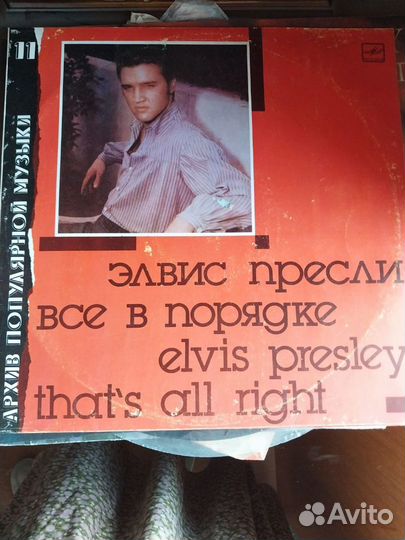 11
АРХИВ ПОПУЛЯРНОЙ МУЗЫКИ
элвис пресли
все в порядке
elvis presley
that's all right
Avito